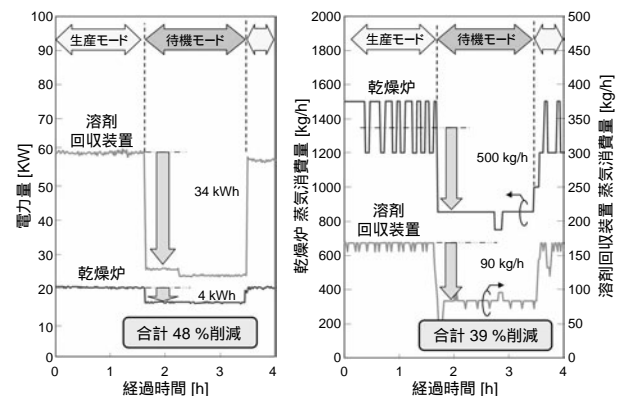 100
90
80
70
60
50
40
30
20
10
0
電力量 [KW]
生産モード
待機モード
溶剤
回収装置
34 kWh
乾燥炉
4 kWh
合計 48 %削減
0 1 2 3 4
経過時間 [h]
2000
1800
1600
1400
1200
1000
800
600
400
200
0
乾燥炉 蒸気消費量 [kg/h]
生産モード
待機モード
乾燥炉
500 kg/h
溶剤
回収装置
90 kg/h
合計 39 %削減
0 1 2 3 4
経過時間 [h]
500
450
400
350
300
250
200
150
100
50
0
溶剤回収装置 蒸気消費量 [kg/h]